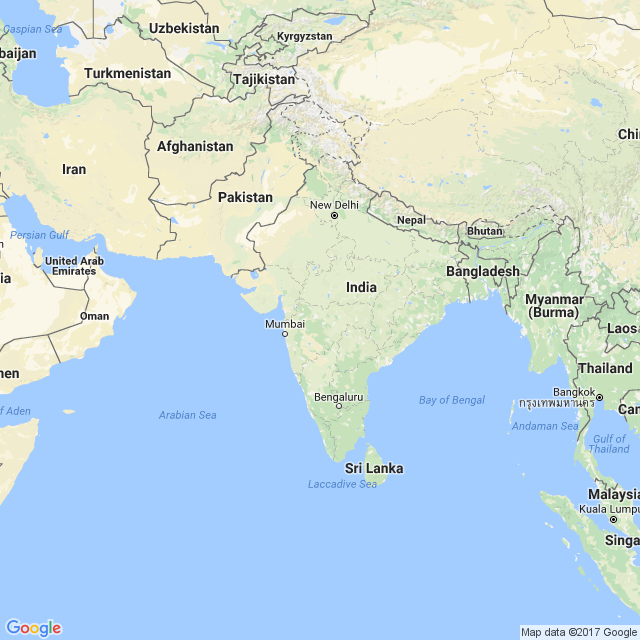 Caspian Sea
Uzbekistan
Kyrgyzstan
baijan
Turkmenistan
Tajikistan
Chi
Afghanistan
Iran
Pakistan
New Delhi
Nepal
Bhutan
Persian Gulf
United Arab
Emirates
ia
India
Bangladesh
Myanmar
(Burma)
Oman
Mumbai
Laos
Thailand
men
Bangkok
กรุงเทพมหานคร
Bengaluru
Bay of Bengal
Can
of Aden
Arabian Sea
Andaman Sea
Gulf of
Thailand
Sri Lanka
Laccadive Sea
Malaysia
Kuala Lumpu
Singa
Google
Map data ©2017 Google